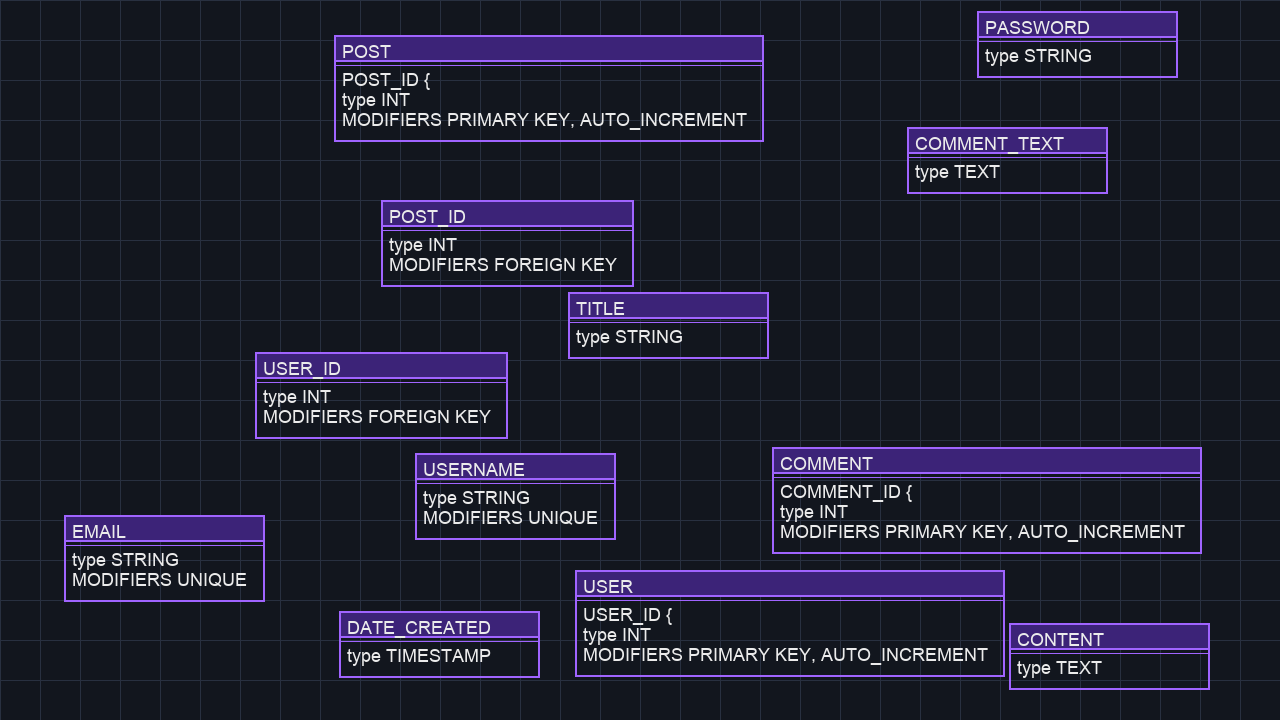 POST
POST_ID {
type INT
MODIFIERS PRIMARY KEY, AUTO_INCREMENT
PASSWORD
type STRING
COMMENT_TEXT
type TEXT
POST_ID
type INT
MODIFIERS FOREIGN KEY
TITLE
type STRING
USER_ID
type INT
MODIFIERS FOREIGN KEY
USERNAME
type STRING
MODIFIERS UNIQUE
COMMENT
COMMENT_ID {
type INT
MODIFIERS PRIMARY KEY, AUTO_INCREMENT
EMAIL
type STRING
MODIFIERS UNIQUE
USER
USER_ID {
type INT
MODIFIERS PRIMARY KEY, AUTO_INCREMENT
DATE_CREATED
type TIMESTAMP
CONTENT
type TEXT